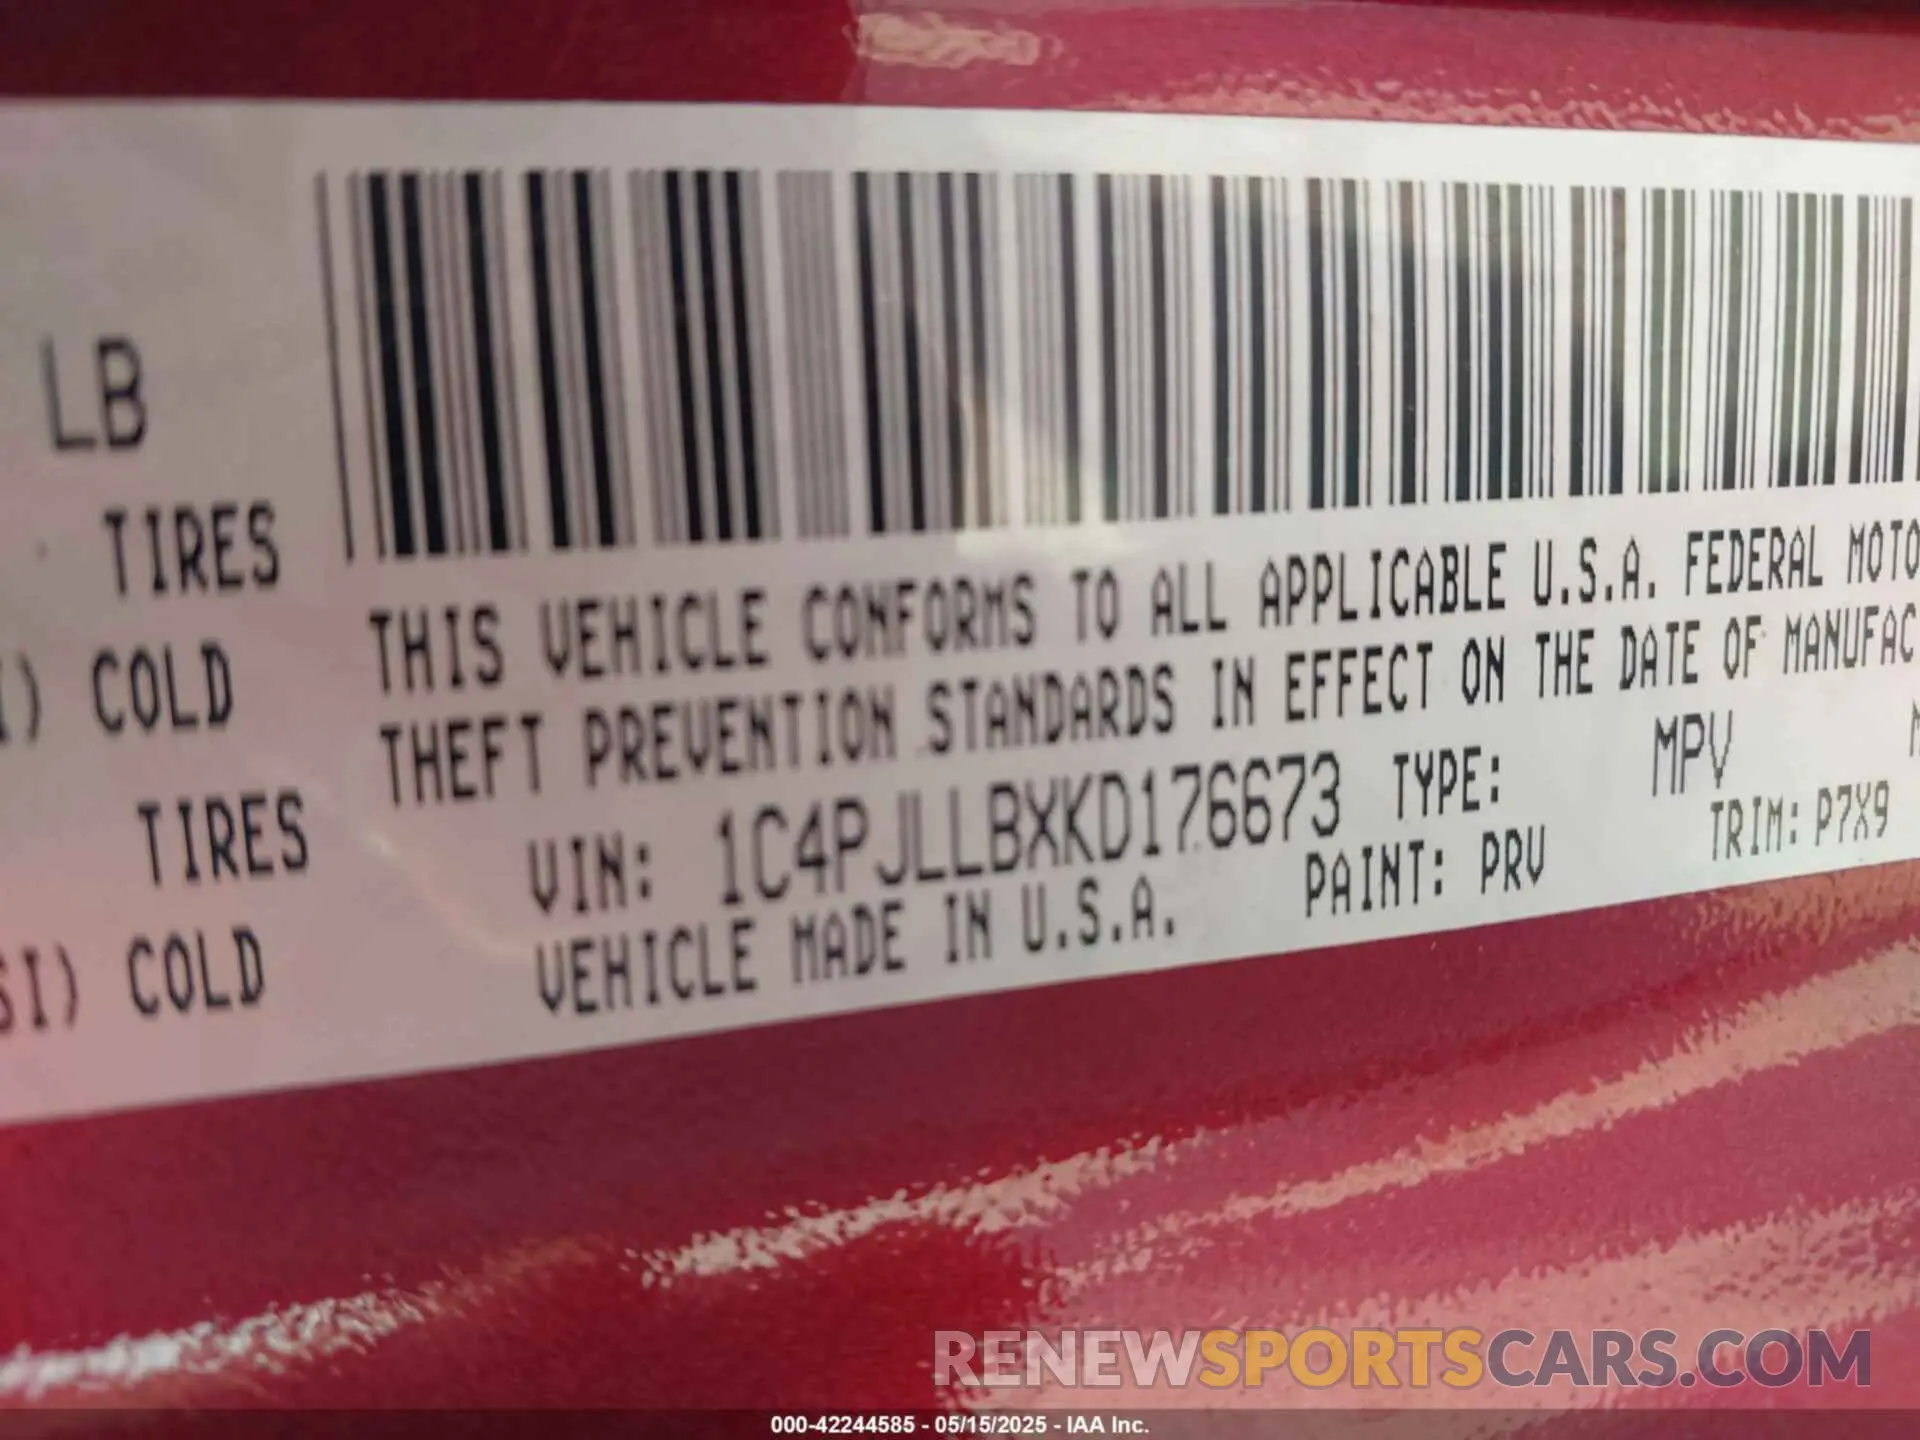 LB
TIRES
I) COLD
TIRES
SI) COLD
THIS VEHICLE CONFORMS TO ALL APPLICABLE U.S.A. FEDERAL MOTO
THEFT PREVENTION STANDARDS IN EFFECT ON THE DATE OF MANUFAC
VIN: 1C4PJLLBXKD176673 TYPE: MPV
VEHICLE MADE IN U.S.A. PAINT: PRV TRIM: P7X9
RENEWSPORTSCARS.COM
000-42244585 - 05/15/2025 - IAA Inc.